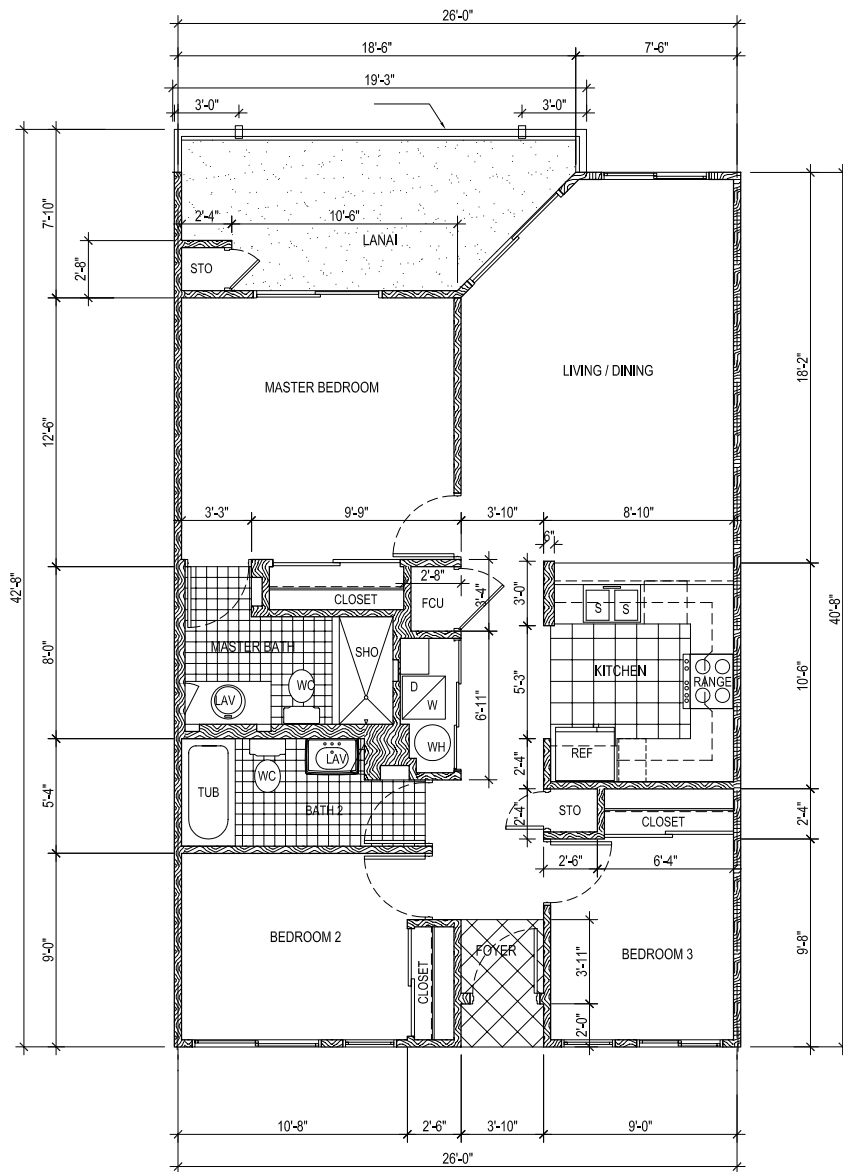 26'-0"
18'-6"
7'-6"
19'-3"
3'-0"
3'-0"
7'-10"
2'-4"
10'-6"
LANAI
2'-8"
STO
MASTER BEDROOM
LIVING / DINING
18'-2"
12'-6"
3'-3"
9'-9"
3'-10"
8'-10"
6"
42'-8"
40'-8"
2'-8"
3'-4"
FCU
CLOSET
3'-0"
S
S
8'-0"
MASTER BATH
SHO
WC
LAV
D
W
WH
6'-11"
5'-3"
KITCHEN
RANGE
10'-6"
REF
2'-4"
5'-4"
TUB
WC
LAV
BATH 2
2'-4"
STO
CLOSET
2'-4"
2'-6"
6'-4"
9'-0"
BEDROOM 2
CLOSET
FOYER
3'-11"
2'-0"
BEDROOM 3
9'-8"
10'-8"
2'-6"
3'-10"
9'-0"
26'-0"